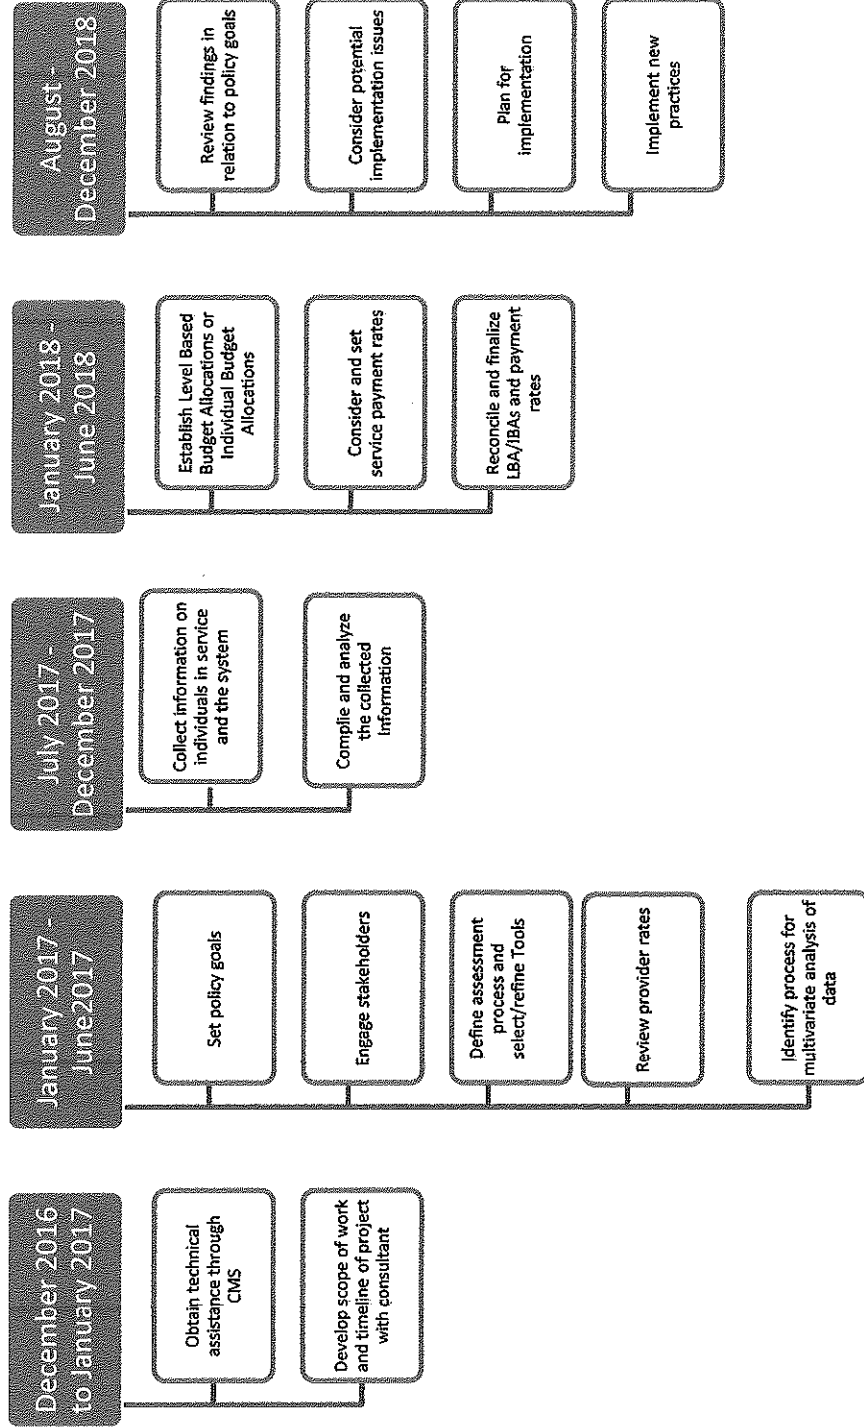 December 2016
to January 2017
Obtain technical
assistance through
CMS
Develop scope of work
and timeline of project
with consultant
January 2017 -
June2017
Set policy goals
Engage stakeholders
Define assessment
process and
select/refine Tools
Review provider rates
Identify process for
multivariate analysis of
data
July 2017 -
December 2017
Collect information on
individuals in service
and the system
Complie and analyze
the collected
Information
January 2018 -
June 2018
Establish Level Based
Budget Allocations or
Individual Budget
Allocations
Consider and set
service payment rates
Reconcile and finalize
LBA/IBAs and payment
rates
August -
December 2018
Review findings in
relation to policy goals
Consider potential
implementation issues
Plan for
implementation
Implement new
practices